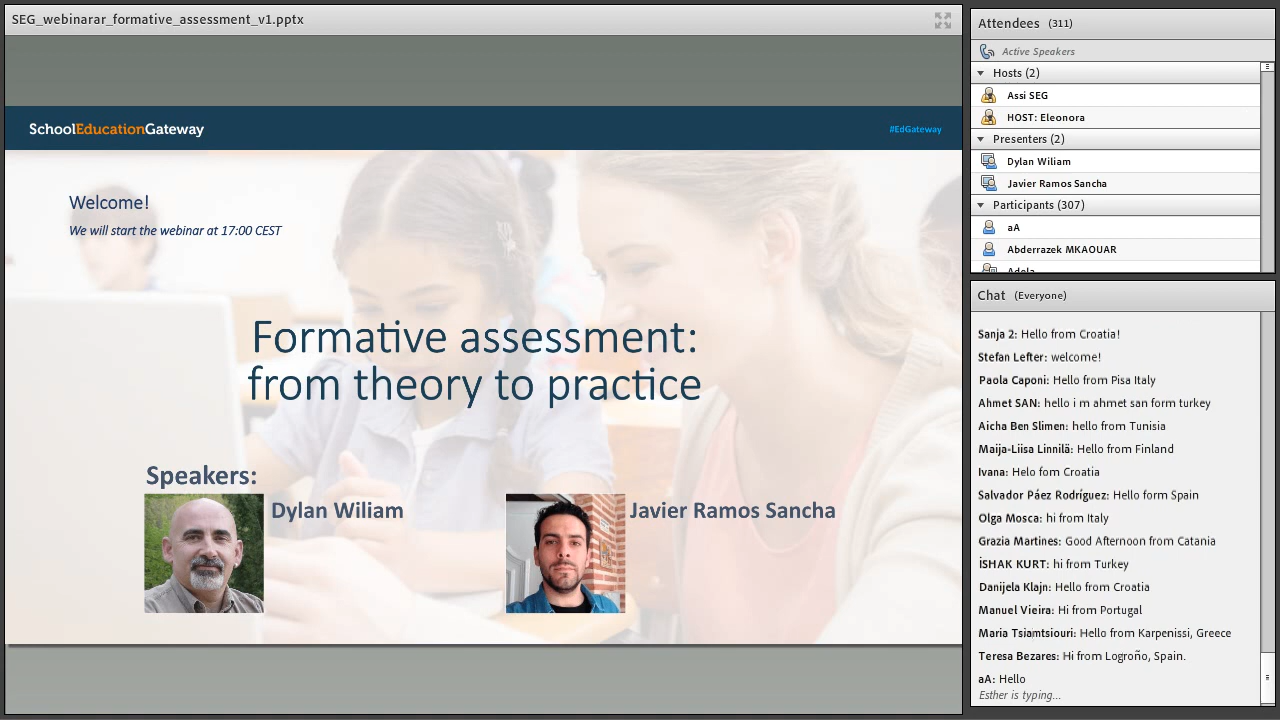 SEG_webinarar_formative_assessment_v1.pptx
SchoolEducationGateway
#EdGateway
Welcome!
We will start the webinar at 17:00 CEST
Formative assessment:
from theory to practice
Speakers:
Dylan Wiliam
Javier Ramos Sancha
Attendees (311)
Active Speakers
Hosts (2)
Assi SEG
HOST: Eleonora
Presenters (2)
Dylan Wiliam
Javier Ramos Sancha
Participants (307)
aA
Abderrazek MKAOUAR
Adela
Chat (Everyone)
Sanja 2: Hello from Croatia!
Stefan Lefter: welcome!
Paola Caponi: Hello from Pisa Italy
Ahmet SAN: hello i m ahmet san form turkey
Aicha Ben Slimen: hello from Tunisia
Maija-Liisa Linnilä: Hello from Finland
Ivana: Helo fom Croatia
Salvador Páez Rodríguez: Hello form Spain
Olga Mosca: hi from Italy
Grazia Martines: Good Afternoon from Catania
İSHAK KURT: hi from Turkey
Danijela Klajn: Hello from Croatia
Manuel Vieira: Hi from Portugal
Maria Tsiamtsiouri: Hello from Karpenissi, Greece
Teresa Bezares: Hi from Logroño, Spain.
aA: Hello
Esther is typing...